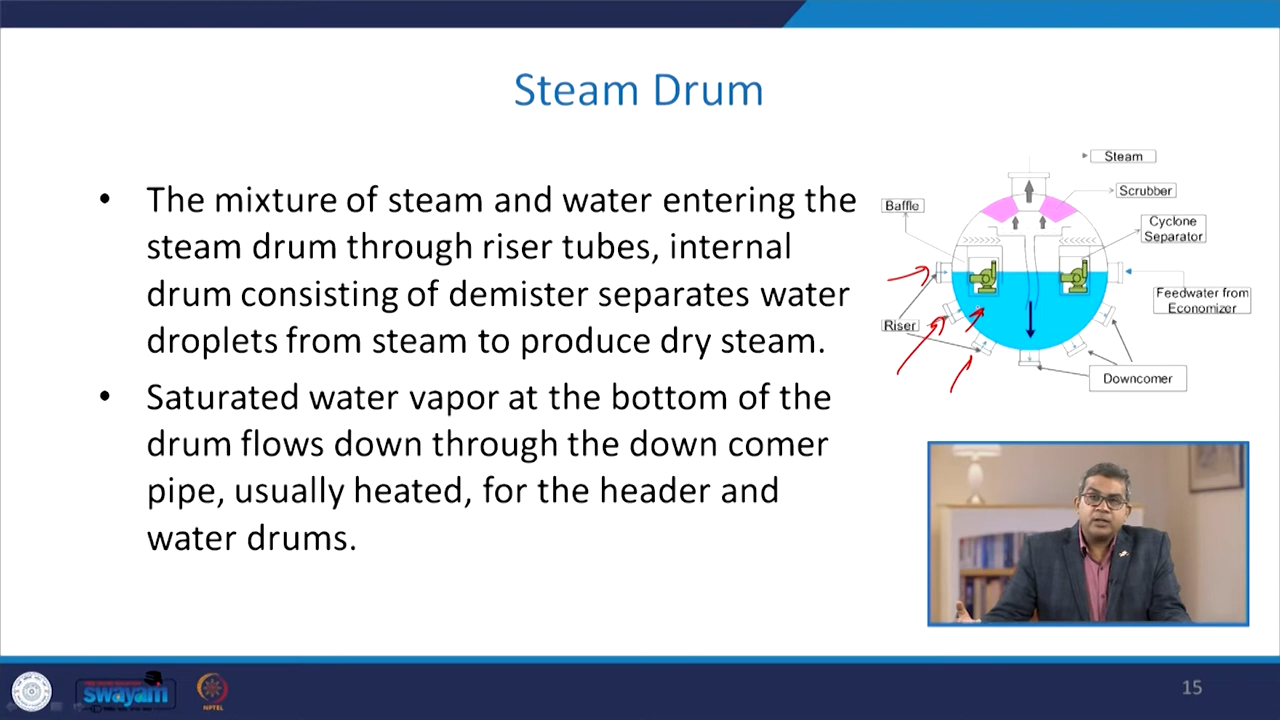 Steam Drum
• The mixture of steam and water entering the
steam drum through riser tubes, internal
drum consisting of demister separates water
droplets from steam to produce dry steam.
• Saturated water vapor at the bottom of the
drum flows down through the down comer
pipe, usually heated, for the header and
water drums.
Steam
Scrubber
Baffle
Cyclone
Separator
Feedwater from
Economizer
Riser
Downcomer
swayam
NPTEL
15